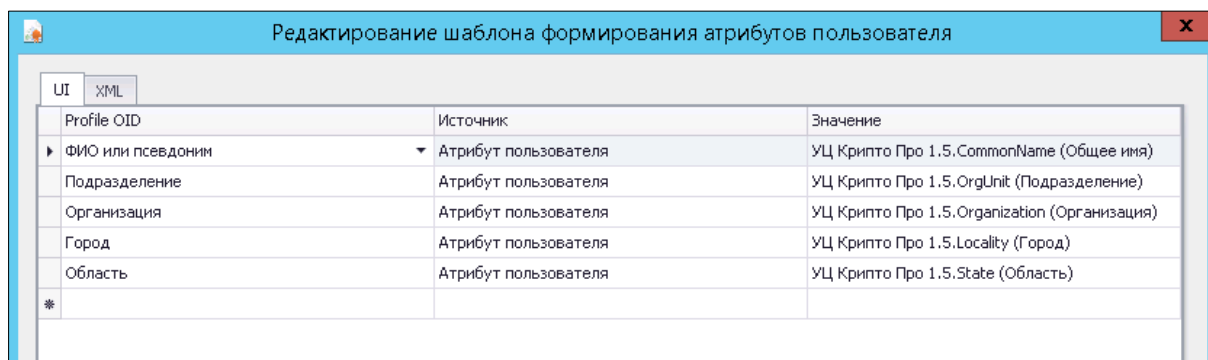 Редактирование шаблона формирования атрибутов пользователя
x
UI XML
Profile OID Источник Значение
ФИО или псевдоним Атрибут пользователя УЦ Крипто Про 1.5.CommonName (Общее имя)
Подразделение Атрибут пользователя УЦ Крипто Про 1.5.OrgUnit (Подразделение)
Организация Атрибут пользователя УЦ Крипто Про 1.5.Organization (Организация)
Город Атрибут пользователя УЦ Крипто Про 1.5.Locality (Город)
Область Атрибут пользователя УЦ Крипто Про 1.5.State (Область)